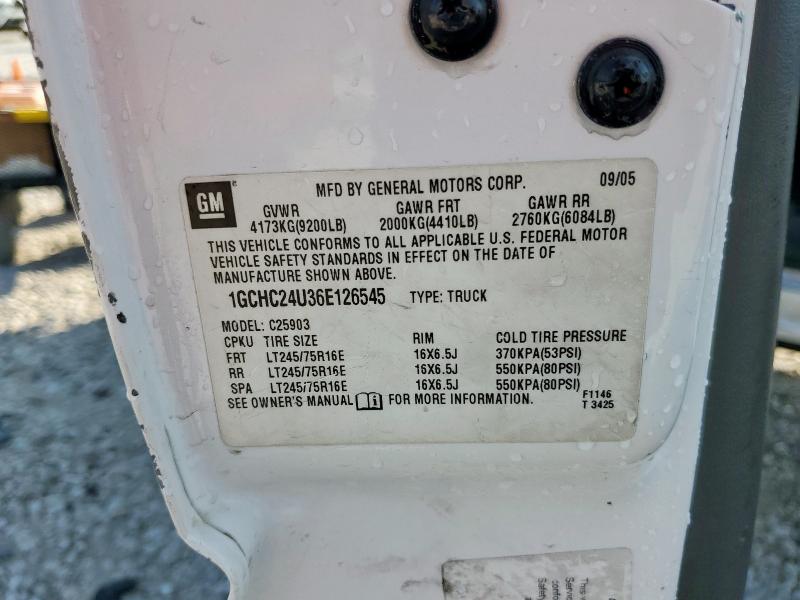 GM
MFD BY GENERAL MOTORS CORP. 09/05
GVWR GAWR FRT GAWR RR
4173KG(9200LB) 2000KG(4410LB) 2760KG(6084LB)
THIS VEHICLE CONFORMS TO ALL APPLICABLE U.S. FEDERAL MOTOR
VEHICLE SAFETY STANDARDS IN EFFECT ON THE DATE OF
MANUFACTURE SHOWN ABOVE.
1GCHC24U36E126545 TYPE: TRUCK
MODEL: C25903
CPKU TIRE SIZE RIM COLD TIRE PRESSURE
FRT LT245/75R16E 16X6.5J 370KPA(53PSI)
RR LT245/75R16E 16X6.5J 550KPA(80PSI)
SPA LT245/75R16E 16X6.5J 550KPA(80PSI)
SEE OWNER'S MANUAL i FOR MORE INFORMATION.
F1146
T 3425
This v
Servic
confo
Safety